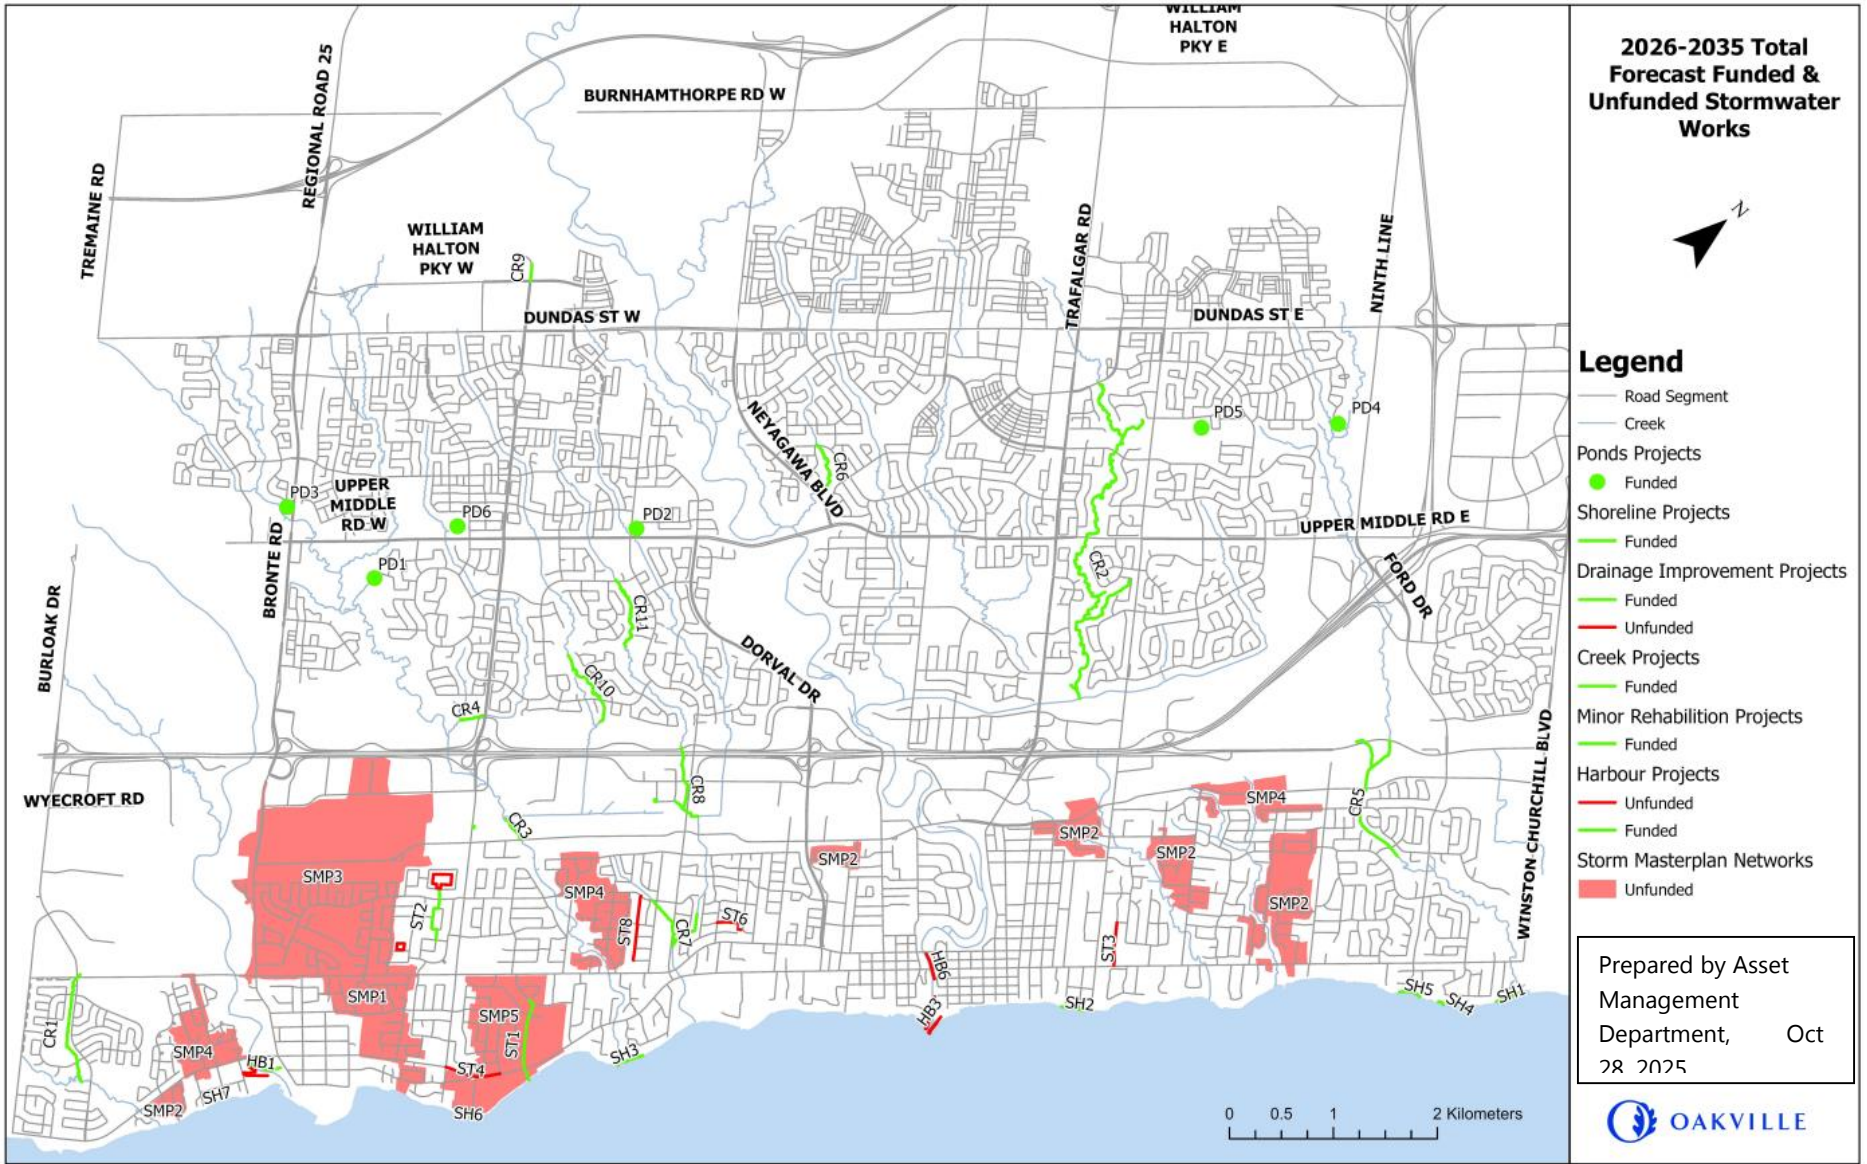 WILLIAM
HALTON
PKY E
BURNHAMTHORPE RD W
REGIONAL ROAD 25
TREMAINE RD
WILLIAM
HALTON
PKY W
CR9
DUNDAS ST W
TRAFALGAR RD
DUNDAS ST E
NINTH LINE
NEYAGAWA BLVD
CR6
PD5
PD4
PD3
UPPER
MIDDLE
RD W
PD6
PD2
UPPER MIDDLE RD E
BRONTE RD
PD1
CR2
FORD DR
BURLOAK DR
CR11
DORVAL DR
CR10
CR4
WINSTON CHURCHILL BLVD
WYECROFT RD
CR8
CR3
SMP4
CR5
SMP2
SMP2
SMP2
SMP3
SMP4
SMP2
ST2
ST8
CR7
ST6
ST3
HB6
SMP1
SMP5
ST1
HB3
SH2
SH5
SH4
SH1
CR1
SMP4
HB1
ST4
SH3
SMP2
SH7
SH6
0 0.5 1 2 Kilometers
2026-2035 Total
Forecast Funded &
Unfunded Stormwater
Works
N
Legend
Road Segment
Creek
Ponds Projects
Funded
Shoreline Projects
Funded
Drainage Improvement Projects
Funded
Unfunded
Creek Projects
Funded
Minor Rehabilition Projects
Funded
Harbour Projects
Unfunded
Funded
Storm Masterplan Networks
Unfunded
Prepared by Asset
Management
Department, Oct
28, 2025
OAKVILLE